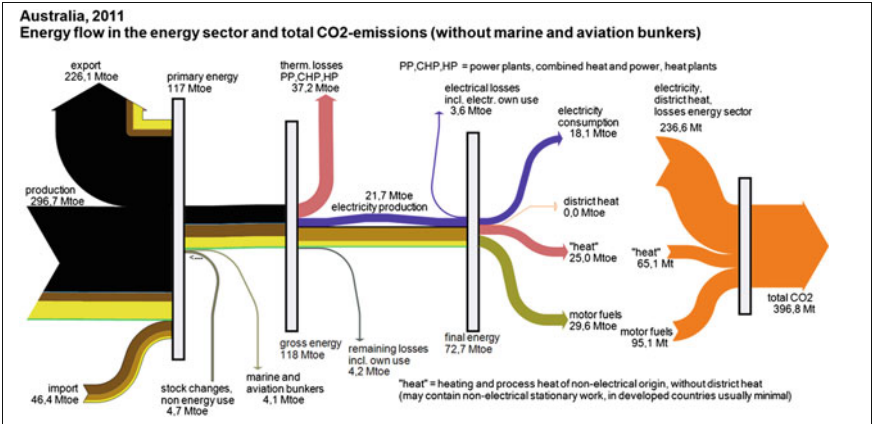 Australia, 2011
Energy flow in the energy sector and total CO2-emissions (without marine and aviation bunkers)
export
226,1 Mtoe
primary energy
117 Mtoe
therm. losses
PP,CHP,HP
37,2 Mtoe
PP,CHP,HP = power plants, combined heat and power, heat plants
electrical losses
incl. electr. own use
3,6 Mtoe
electricity
consumption
18,1 Mtoe
electricity,
district heat,
losses energy sector
236,6 Mt
production
296,7 Mtoe
21,7 Mtoe
electricity production
district heat
0,0 Mtoe
"heat"
25,0 Mtoe
"heat"
65,1 Mt
total CO2
396,8 Mt
motor fuels
29,6 Mtoe
motor fuels
95,1 Mt
gross energy
118 Mtoe
remaining losses
incl. own use
4,2 Mtoe
final energy
72,7 Mtoe
import
46,4 Mtoe
stock changes,
non energy use
4,7 Mtoe
marine and
aviation bunkers
4,1 Mtoe
"heat" = heating and process heat of non-electrical origin, without district heat
(may contain non-electrical stationary work, in developed countries usually minimal)